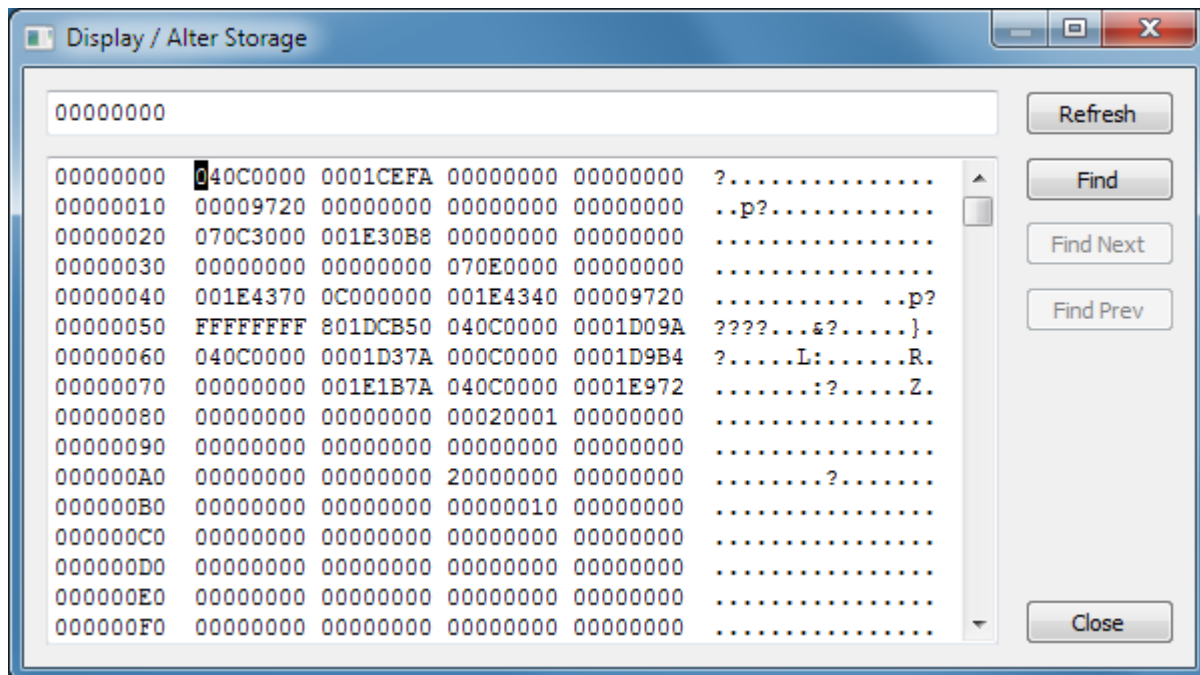 Display / Alter Storage
00000000
Refresh
00000000 040C0000 0001CEFA 00000000 00000000 ?...............
Find
00000010 00009720 00000000 00000000 00000000 ..p?............
00000020 070C3000 001E30B8 00000000 00000000 ................
Find Next
00000030 00000000 00000000 070E0000 00000000 ................
00000040 001E4370 0C000000 001E4340 00009720 ........... ..p?
Find Prev
00000050 FFFFFFFF 801DCB50 040C0000 0001D09A ????...&?.....}.
00000060 040C0000 0001D37A 000C0000 0001D9B4 ?.....L:......R.
00000070 00000000 001E1B7A 040C0000 0001E972 .......:?.....Z.
00000080 00000000 00000000 00020001 00000000 ................
00000090 00000000 00000000 00000000 00000000 ................
000000A0 00000000 00000000 20000000 00000000 ........?.......
000000B0 00000000 00000000 00000010 00000000 ................
000000C0 00000000 00000000 00000000 00000000 ................
000000D0 00000000 00000000 00000000 00000000 ................
000000E0 00000000 00000000 00000000 00000000 ................
000000F0 00000000 00000000 00000000 00000000 ................
Close